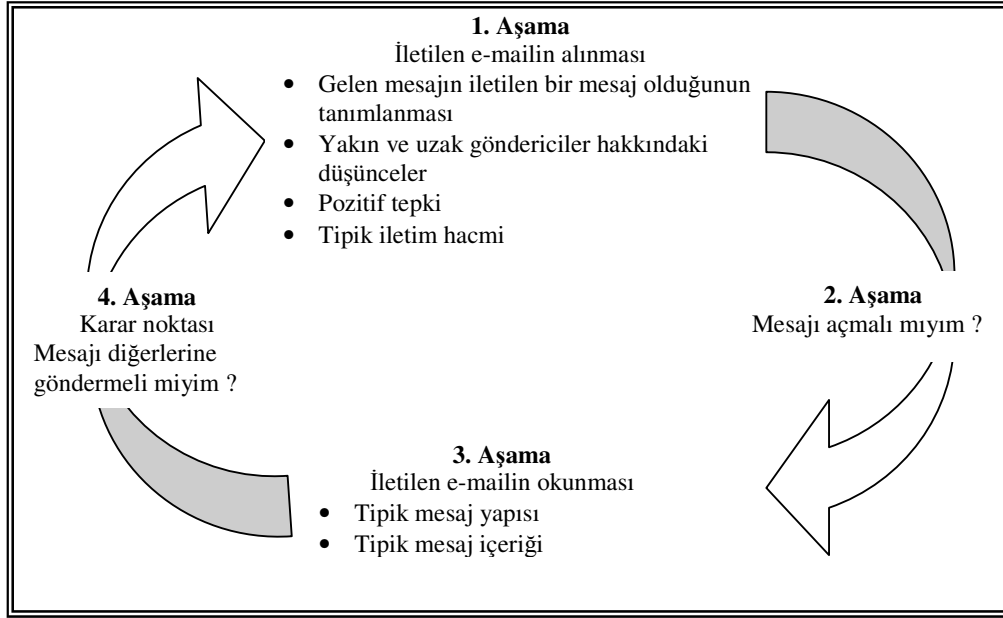 1. Aşama
İletilen e-mailin alınması
• Gelen mesajın iletilen bir mesaj olduğunun
tanımlanması
• Yakın ve uzak göndericiler hakkındaki
düşünceler
• Pozitif tepki
• Tipik iletim hacmi
2. Aşama
Mesajı açmalı mıyım ?
3. Aşama
İletilen e-mailin okunması
• Tipik mesaj yapısı
• Tipik mesaj içeriği
4. Aşama
Karar noktası
Mesajı diğerlerine
göndermeli miyim ?